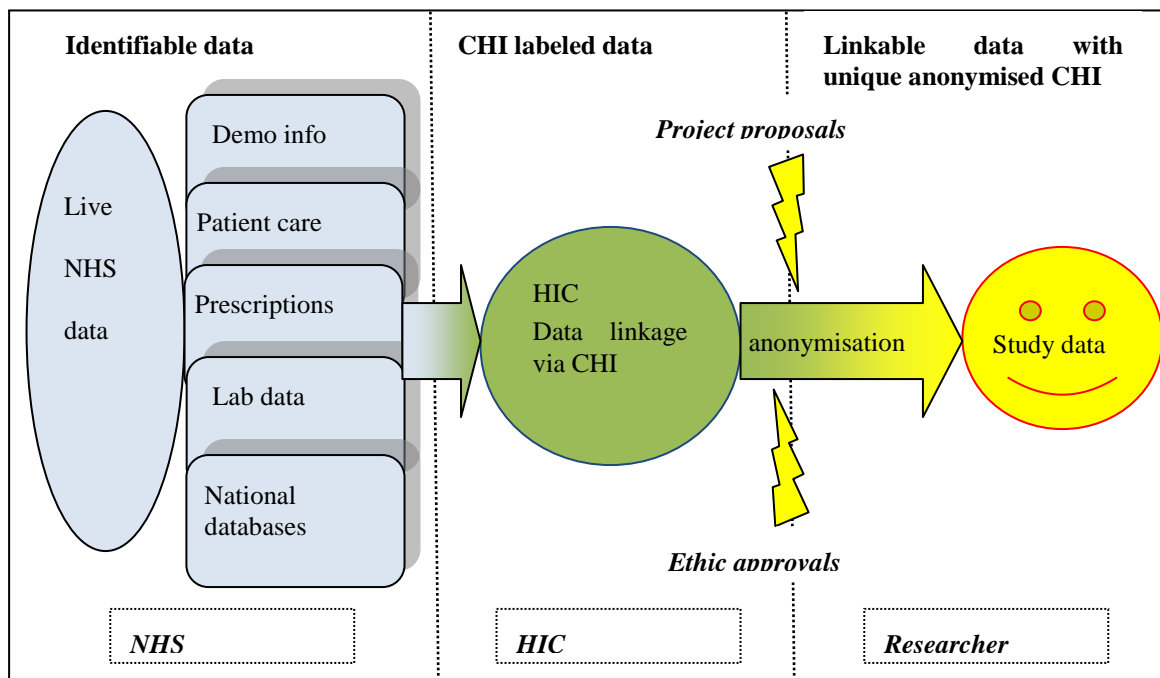 Identifiable data
CHI labeled data
Linkable data with
unique anonymised CHI
Demo info
Project proposals
Live
NHS
data
Patient care
Prescriptions
HIC
Data linkage
via CHI
anonymisation
Study data
Lab data
National
databases
Ethic approvals
NHS
HIC
Researcher